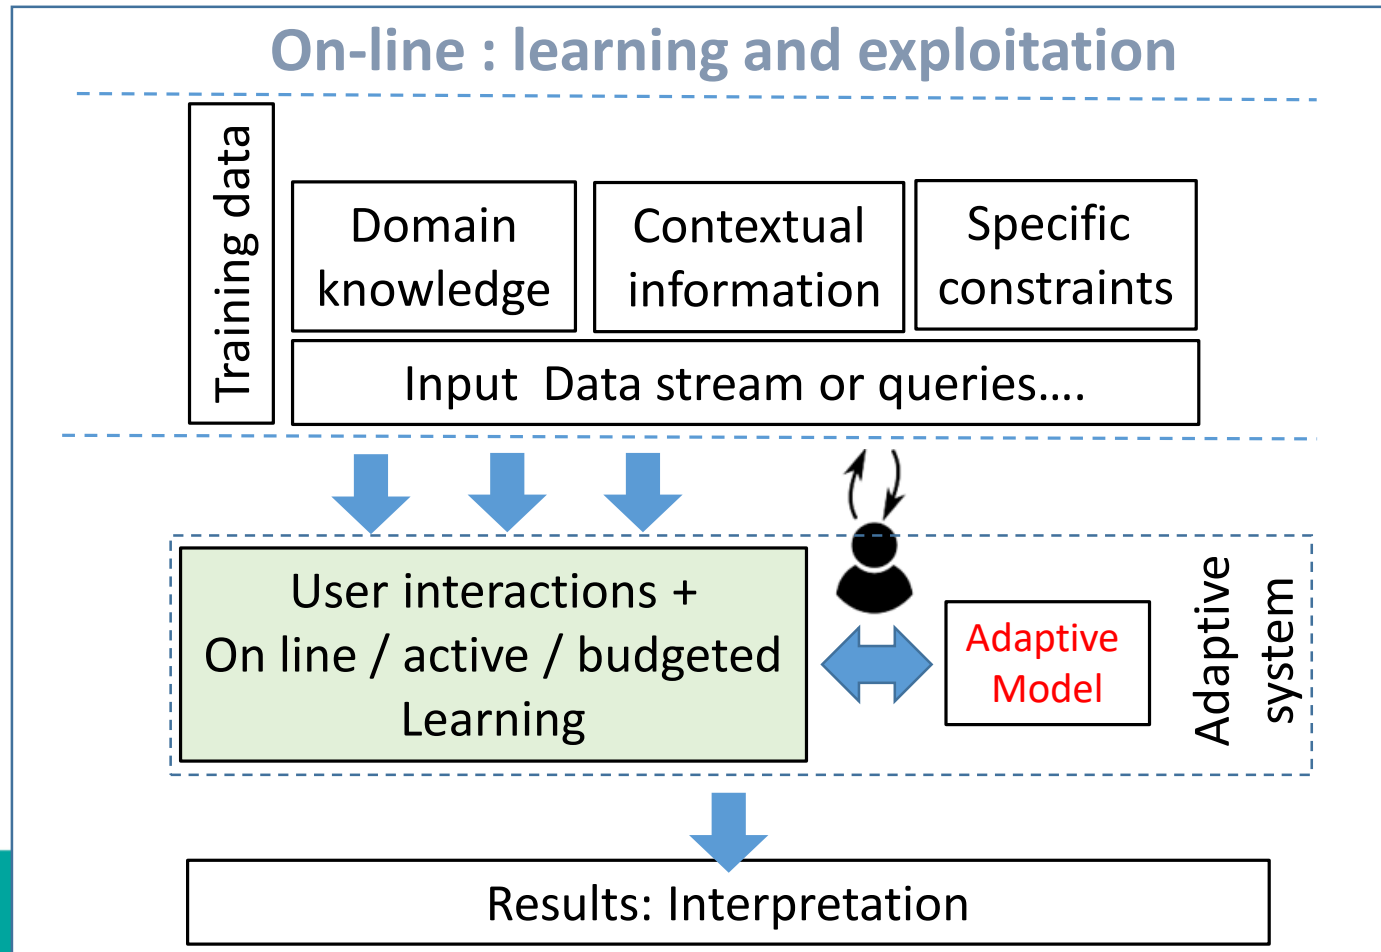 On-line : learning and exploitation
Training data
Domain
knowledge
Contextual
information
Specific
constraints
Input  Data stream or queries....
User interactions +
On line / active / budgeted
Learning
Adaptive
Model
Adaptive
system
Results: Interpretation